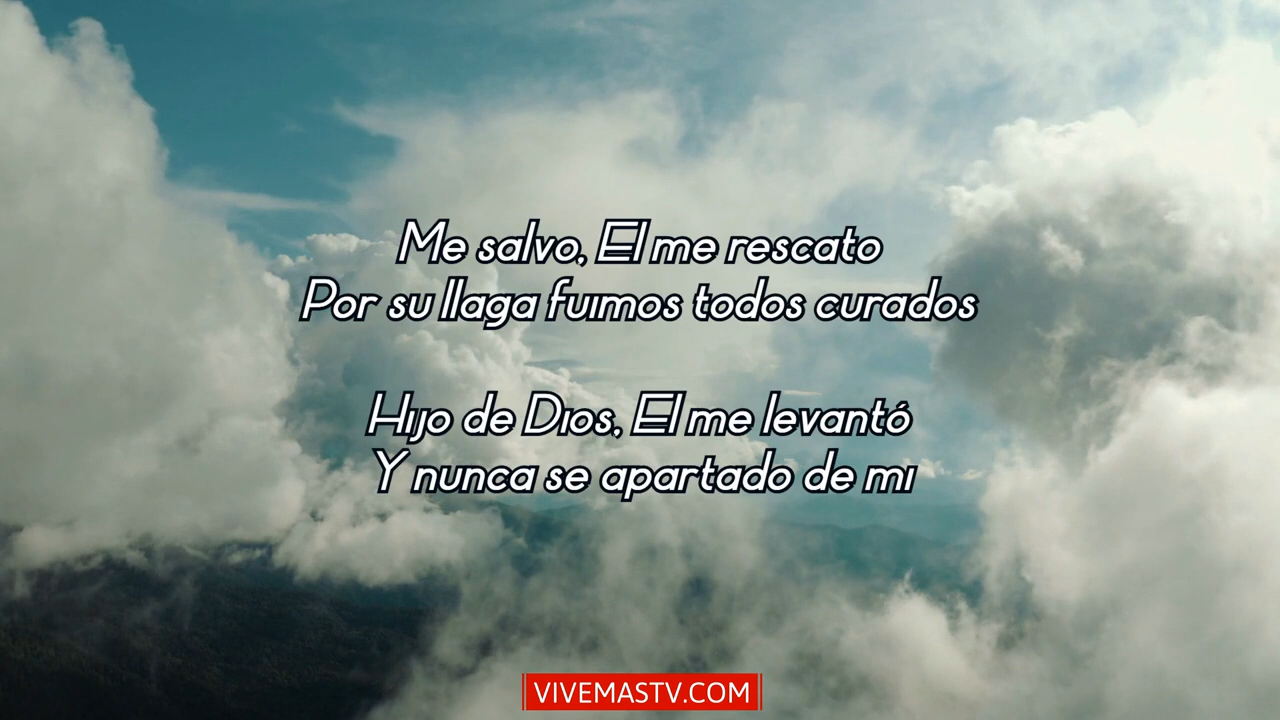 Me salvo, El me rescato
Por su llaga fuimos todos curados
Hijo de Dios, El me levantó
Y nunca se apartado de mi
VIVEMASTV.COM